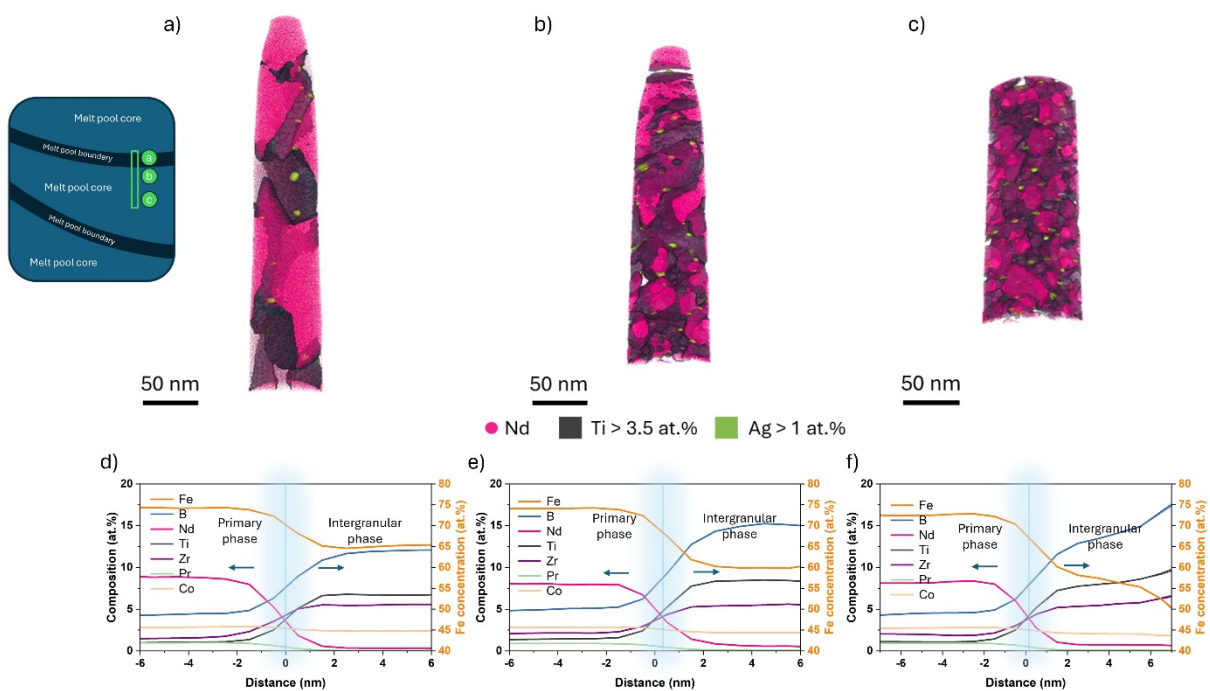 a)
b)
c)
Melt pool core
Melt pool boundary
a
b
Melt pool core
c
Melt pool boundary
Melt pool core
50 nm
50 nm
50 nm
Nd
Ti > 3.5 at.%
Ag > 1 at.%
d)
20
15
10
5
0
Composition (at.%)
Fe
B
Nd
Ti
Zr
Pr
Co
Primary
phase
Intergranular
phase
80
75
70
65
60
55
50
45
40
Fe concentration (at.%)
-6 -4 -2 0 2 4 6
Distance (nm)
e)
20
15
10
5
0
Composition (at.%)
Fe
B
Nd
Ti
Zr
Pr
Co
Primary
phase
Intergranular
phase
80
75
70
65
60
55
50
45
40
Fe concentration (at.%)
-6 -4 -2 0 2 4 6
Distance (nm)
f)
20
15
10
5
0
Composition (at.%)
Fe
B
Nd
Ti
Zr
Pr
Co
Primary
phase
Intergranular
phase
80
75
70
65
60
55
50
45
40
Fe concentration (at.%)
-6 -4 -2 0 2 4 6
Distance (nm)